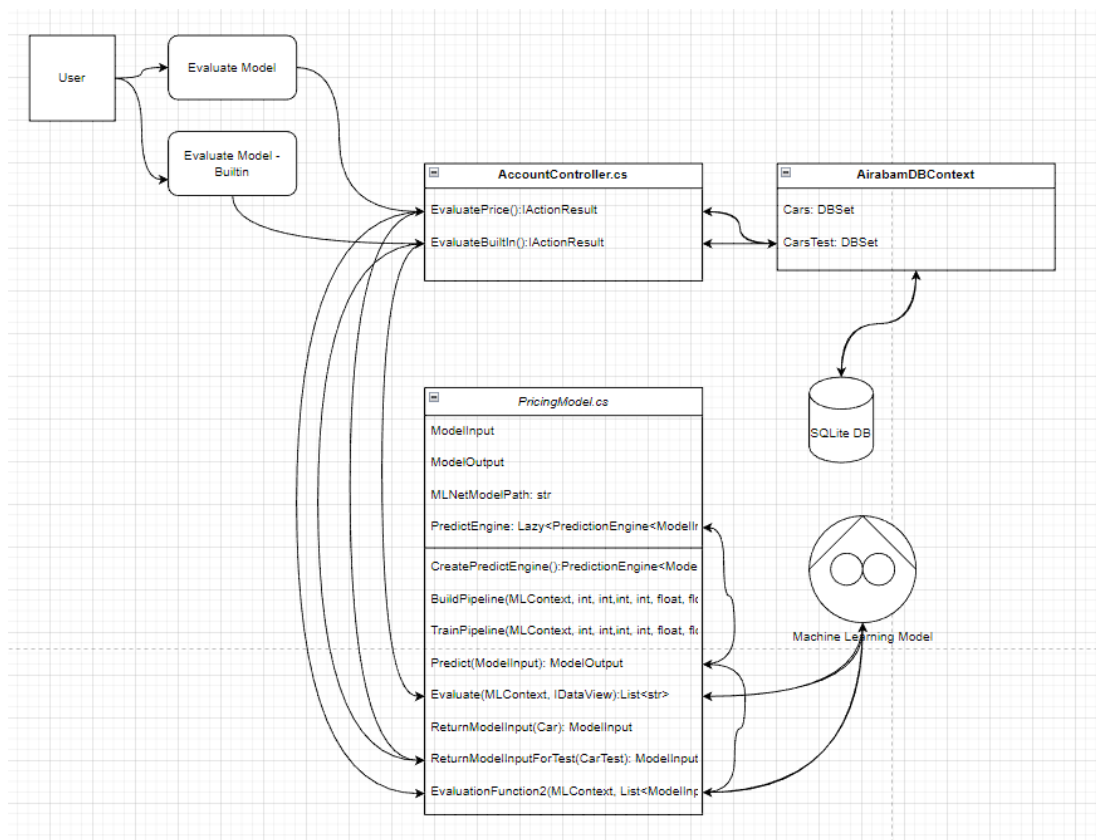 User
Evaluate Model
Evaluate Model -
Builtin
AccountController.cs
EvaluatePrice():IActionResult
EvaluateBuiltIn():IActionResult
AirabamDBContext
Cars: DBSet
CarsTest: DBSet
SQLite DB
PricingModel.cs
ModelInput
ModelOutput
MLNetModelPath: str
PredictEngine: Lazy<PredictionEngine<ModelIn
CreatePredictEngine():PredictionEngine<Mode
BuildPipeline(MLContext, int, int,int, int, float, flo
TrainPipeline(MLContext, int, int,int, int, float, flo
Predict(ModelInput): ModelOutput
Evaluate(MLContext, IDataView):List<str>
ReturnModelInput(Car): ModelInput
ReturnModelInputForTest(CarTest): ModelInput
EvaluationFunction2(MLContext, List<ModelInp
Machine Learning Model